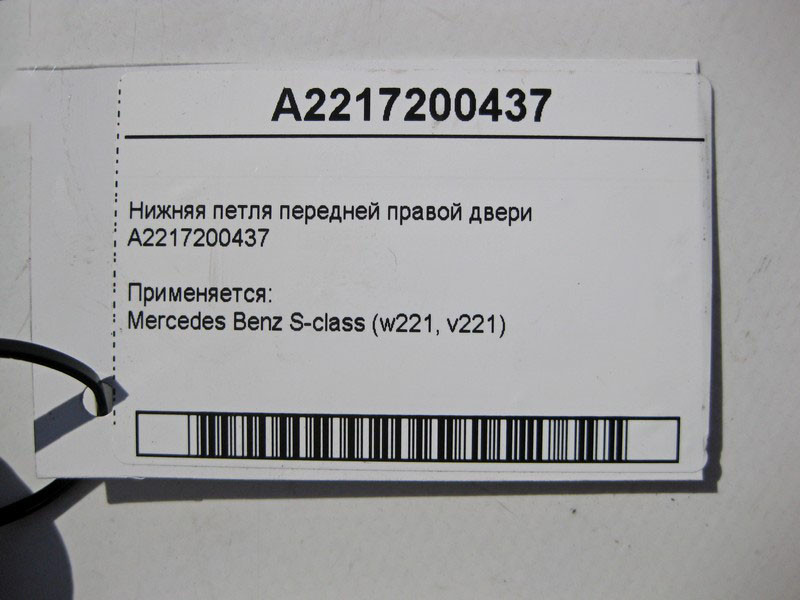 A2217200437
Нижняя петля передней правой двери
A2217200437
Применяется:
Mercedes Benz S-class (w221, v221)